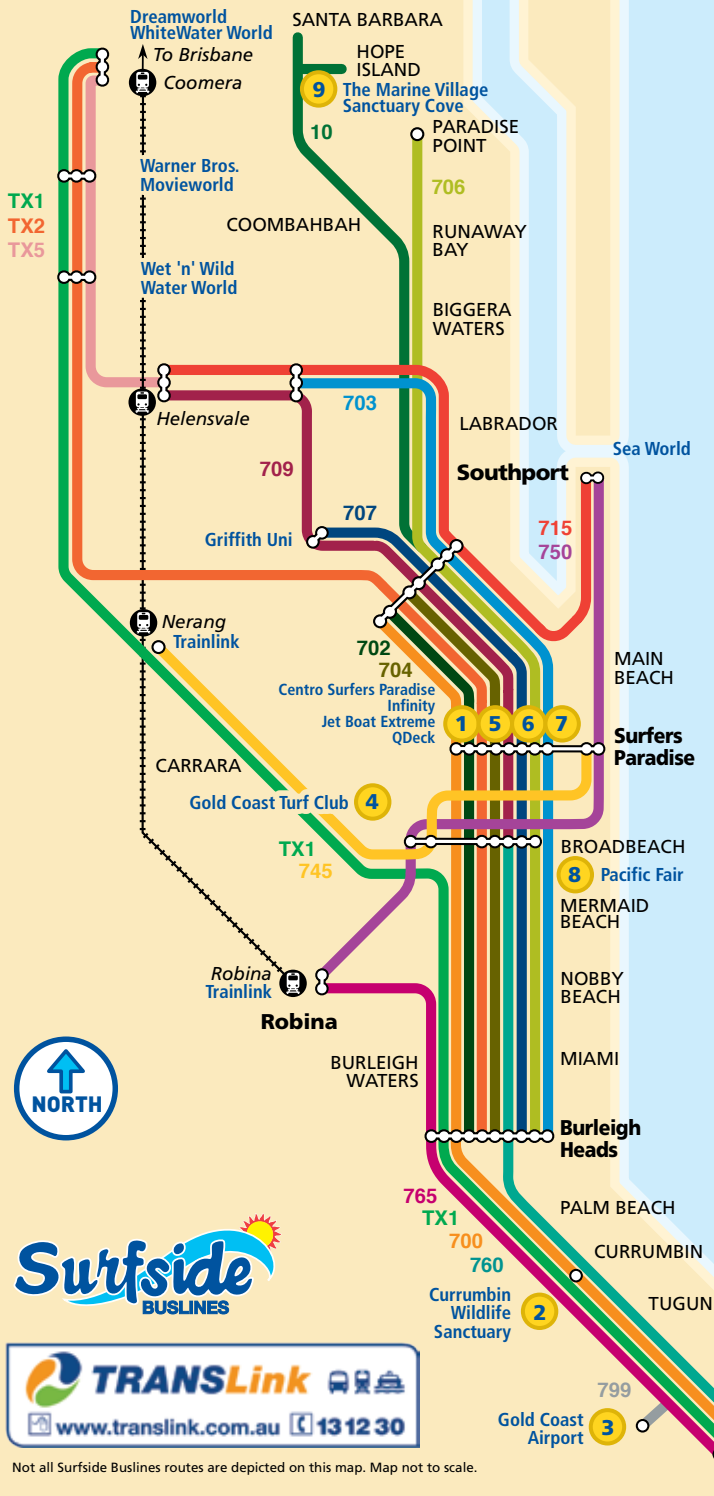 Dreamworld
WhiteWater World
To Brisbane
Coomera
SANTA BARBARA
HOPE
ISLAND
9 The Marine Village
Sanctuary Cove
10
PARADISE
POINT
706
Warner Bros.
Movieworld
TX1
TX2
TX5
COOMBAHBAH
RUNAWAY
BAY
Wet 'n' Wild
Water World
BIGGERA
WATERS
703
Helensvale
LABRADOR
Sea World
Southport
709
707
Griffith Uni
715
750
Nerang
Trainlink
702
704
MAIN
BEACH
Centro Surfers Paradise
Infinity
Jet Boat Extreme
QDeck
1 5 6 7
Surfers
Paradise
CARRARA
Gold Coast Turf Club 4
TX1
745
BROADBEACH
8 Pacific Fair
MERMAID
BEACH
Robina
Trainlink
Robina
NOBBY
BEACH
NORTH
BURLEIGH
WATERS
MIAMI
Burleigh
Heads
765
TX1
700
760
PALM BEACH
CURRUMBIN
TUGUN
Currumbin
Wildlife
Sanctuary
2
Surfside
BUSLINES
TRANSLink
www.translink.com.au 13 12 30
799
Gold Coast
Airport
3
Not all Surfside Buslines routes are depicted on this map. Map not to scale.